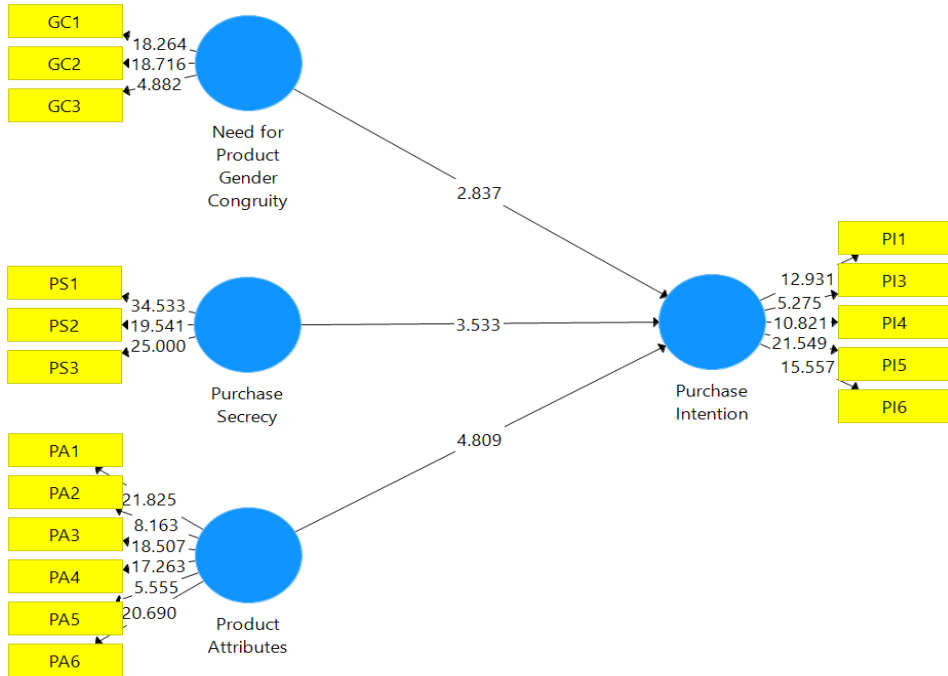 GC1
GC2
GC3
18.264
18.716
4.882
Need for
Product
Gender
Congruity
2.837
PS1
PS2
PS3
34.533
19.541
25.000
Purchase
Secrecy
3.533
PA1
PA2
PA3
PA4
PA5
PA6
21.825
8.163
18.507
17.263
5.555
20.690
Product
Attributes
4.809
Purchase
Intention
12.931
5.275
10.821
21.549
15.557
PI1
PI3
PI4
PI5
PI6